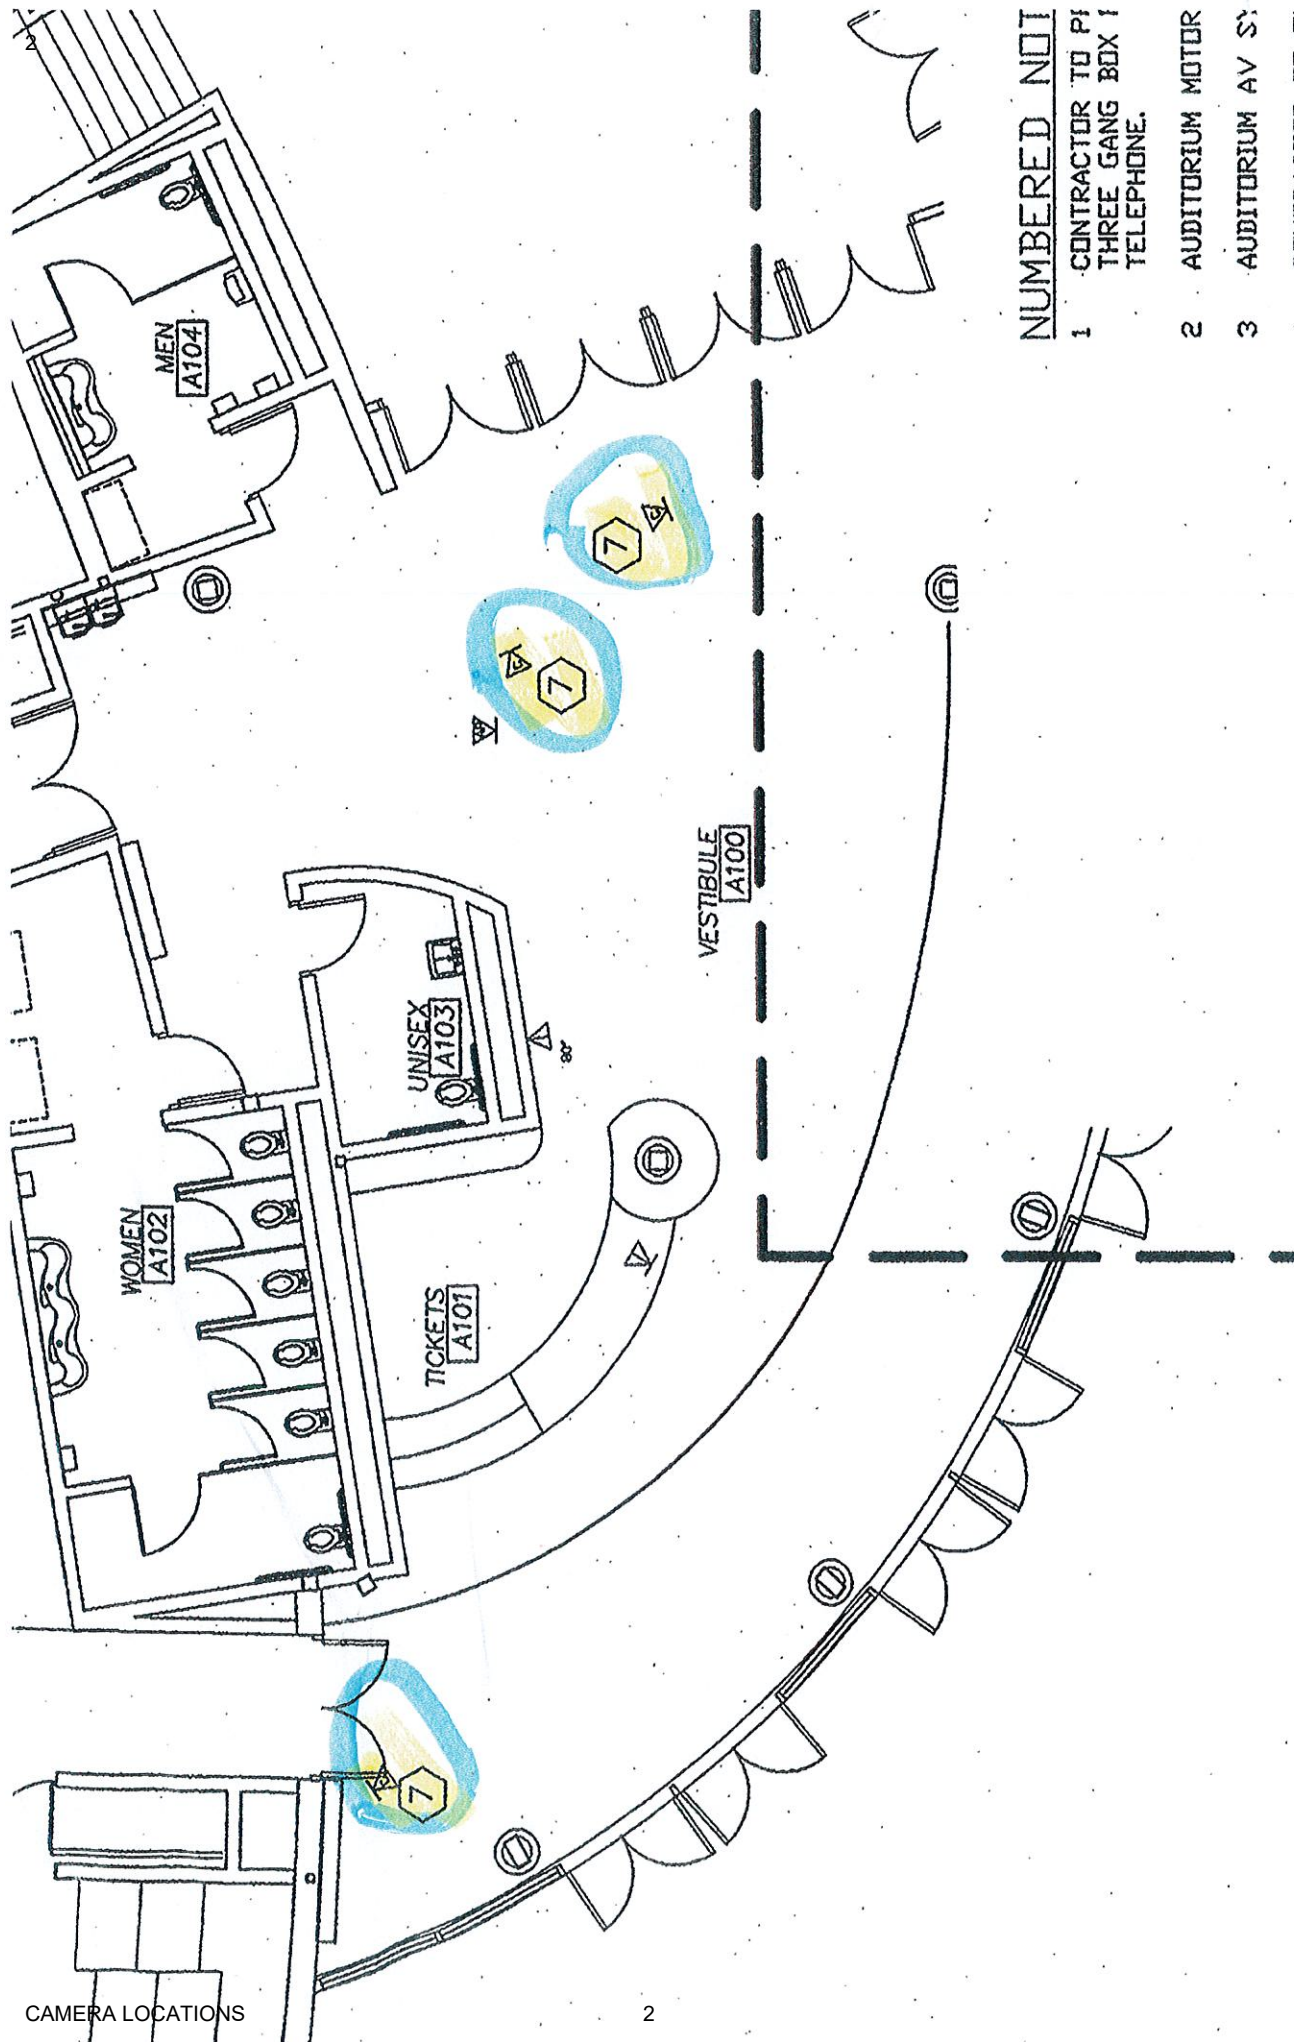 2
NUMBERED NOT
1 CONTRACTOR TO
THREE GANG BOX
TELEPHONE.
2 AUDITORIUM MOTOR
3 AUDITORIUM AV
MEN
A104
7
7
VESTIBULE
A100
UNISEX
A103
80"
WOMEN
A102
TICKETS
A101
7
CAMERA LOCATIONS
2